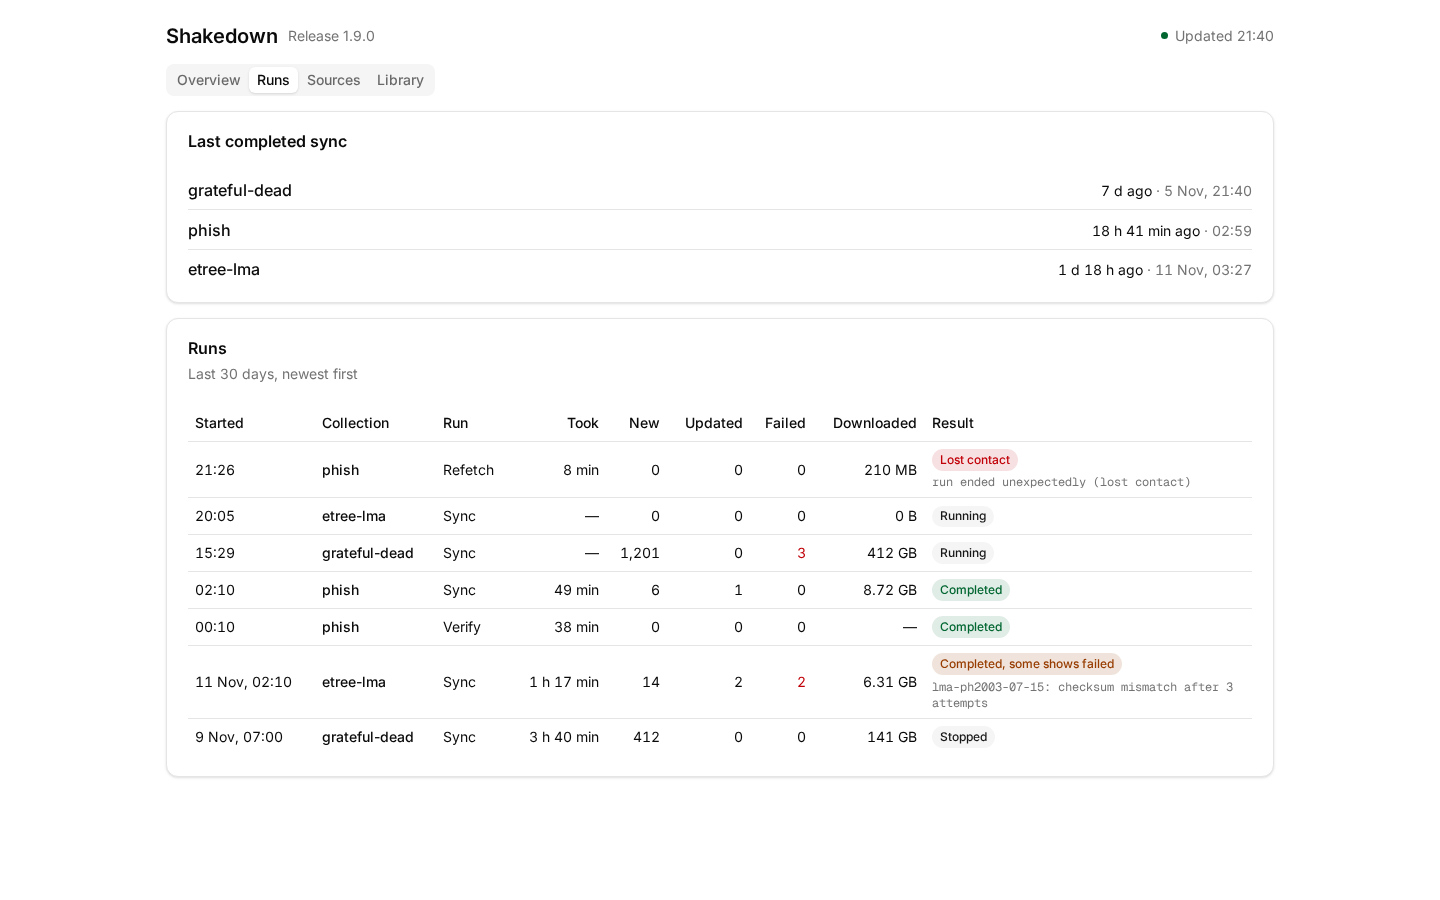 Shakedown Release 1.9.0 Updated 21:40
Overview Runs Sources Library
Last completed sync
grateful-dead 7 d ago · 5 Nov, 21:40
phish 18 h 41 min ago · 02:59
etree-lma 1 d 18 h ago · 11 Nov, 03:27
Runs
Last 30 days, newest first
Started Collection Run Took New Updated Failed Downloaded Result
21:26 phish Refetch 8 min 0 0 0 210 MB Lost contact
run ended unexpectedly (lost contact)
20:05 etree-lma Sync — 0 0 0 0 B Running
15:29 grateful-dead Sync — 1,201 0 3 412 GB Running
02:10 phish Sync 49 min 6 1 0 8.72 GB Completed
00:10 phish Verify 38 min 0 0 0 — Completed
11 Nov, 02:10 etree-lma Sync 1 h 17 min 14 2 2 6.31 GB Completed, some shows failed
lma-ph2003-07-15: checksum mismatch after 3
attempts
9 Nov, 07:00 grateful-dead Sync 3 h 40 min 412 0 0 141 GB Stopped